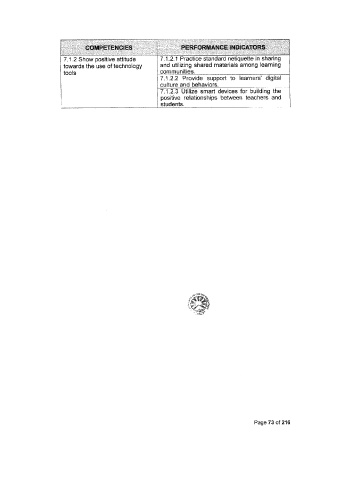 COMPETENCIES
PERFORMANCE INDICATORS
7.1.2 Show positive attitude
towards the use of technology
tools
7.1.2.1 Practice standard netiquette in sharing
and utilizing shared materials among learning
communities.
7.1.2.2 Provide support to learners' digital
culture and behaviors.
7.1.2.3 Utilize smart devices for building the
positive relationships between teachers and
students.
Page 73 of 216